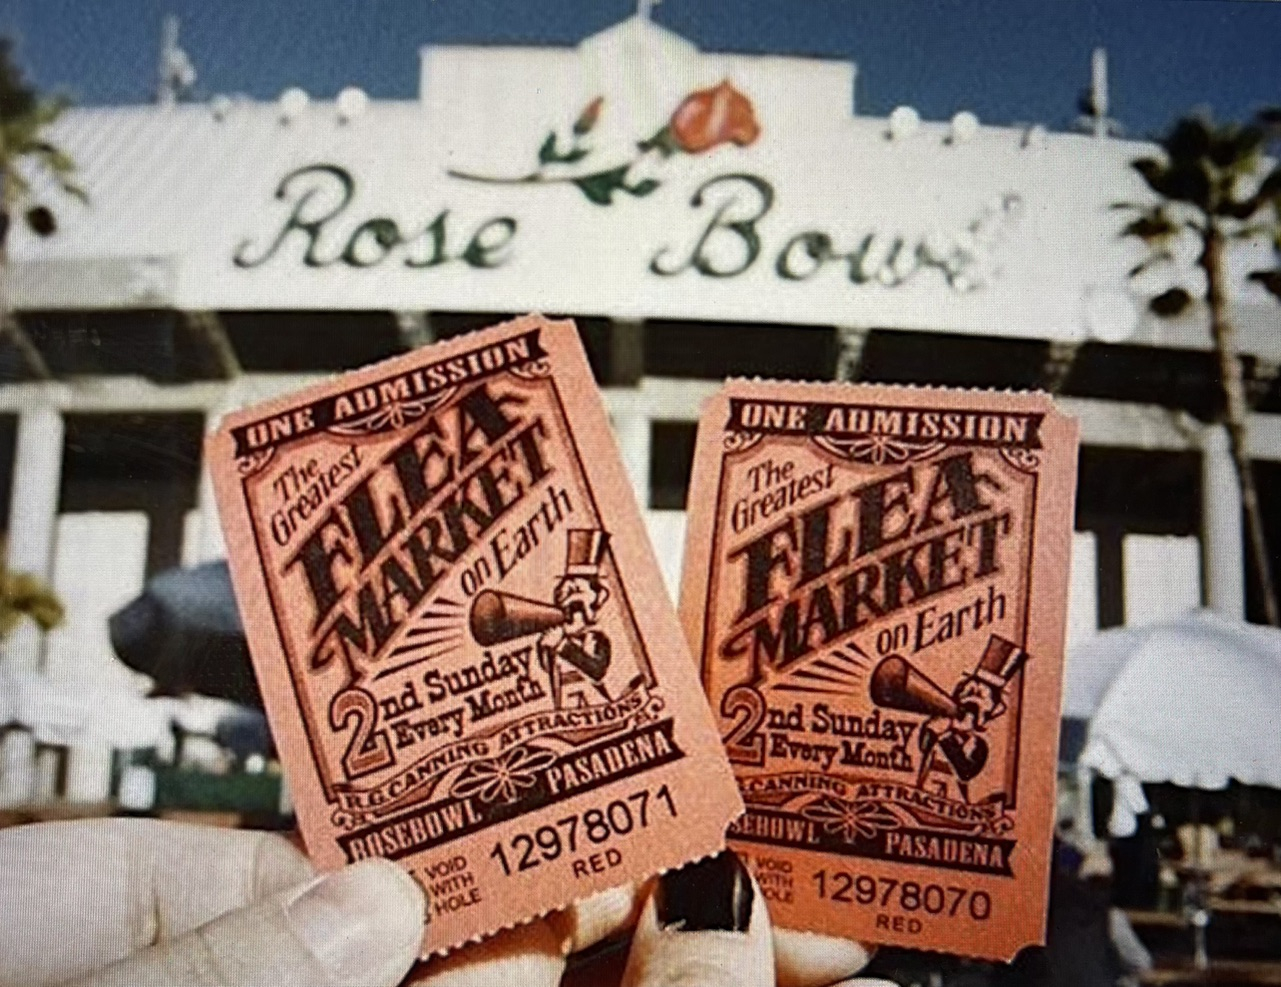 Rose Bowl
ONE ADMISSION
The
Greatest
FLEA
MARKET
on Earth
2nd Sunday
Every Month
R.G. CANNING ATTRACTIONS
ROSEBOWL PASADENA
VOID
WITH
HOLE
12978071
RED
ONE ADMISSION
The
Greatest
FLEA
MARKET
on Earth
2nd Sunday
Every Month
CANNING ATTRACTIONS
SEBOWL PASADENA
VOID
WITH
OLE
12978070
RED